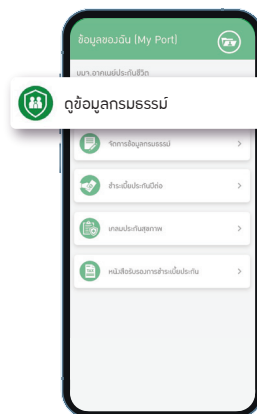 ข้อมูลของฉัน (My Port)
บมจ.อาคเนย์ประกันชีวิต
ดูข้อมูลกรมธรรม์
จัดการข้อมูลกรมธรรม์
ชำระเบี้ยประกันปีต่อ
เคลมประกันสุขภาพ
หนังสือรับรองการชำระเบี้ยประกัน